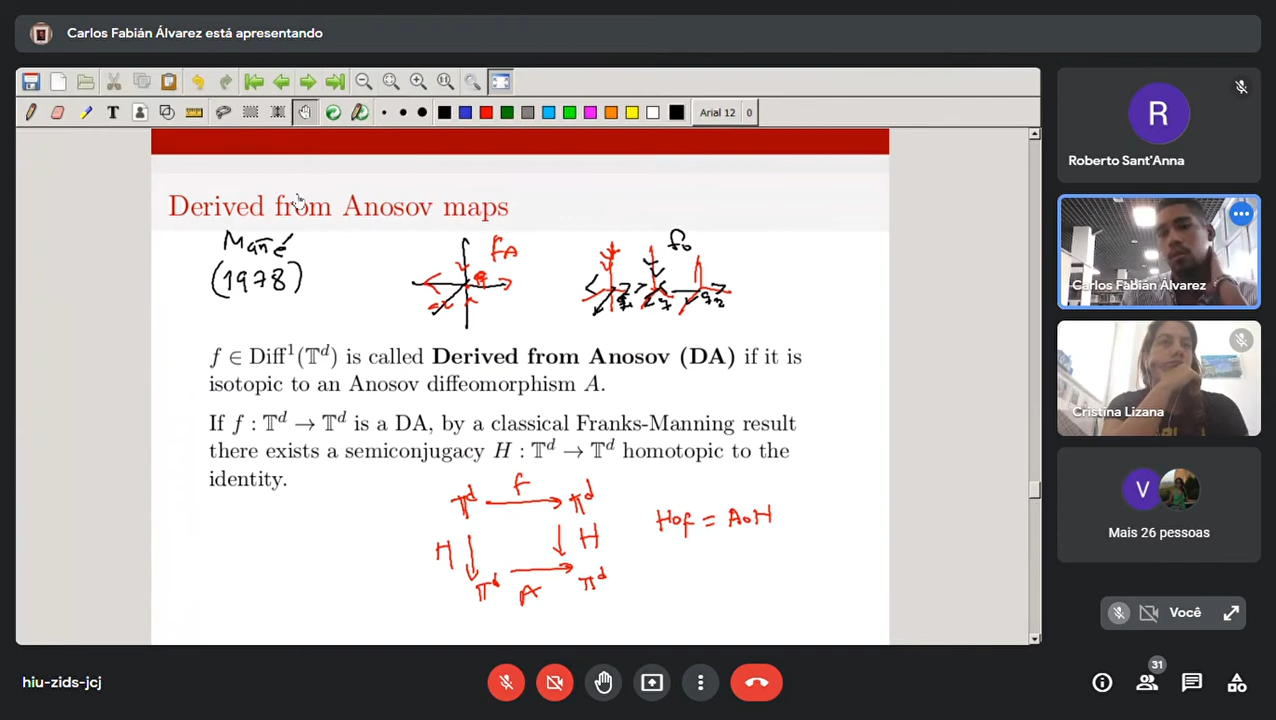 Carlos Fabián Álvarez está apresentando
T
Arial 12 0
Derived from Anosov maps
Mañé
(1978)
fA
f0
f ∈ Diff¹(𝕋ᵈ) is called Derived from Anosov (DA) if it is
isotopic to an Anosov diffeomorphism A.
If f : 𝕋ᵈ → 𝕋ᵈ is a DA, by a classical Franks-Manning result
there exists a semiconjugacy H : 𝕋ᵈ → 𝕋ᵈ homotopic to the
identity.
𝕋ᵈ f 𝕋ᵈ
H H
𝕋ᵈ A 𝕋ᵈ
H∘f = A∘H
R
Roberto Sant'Anna
Carlos Fabián Álvarez
Cristina Lizana
V
Mais 26 pessoas
Você
hiu-zids-jcj
31